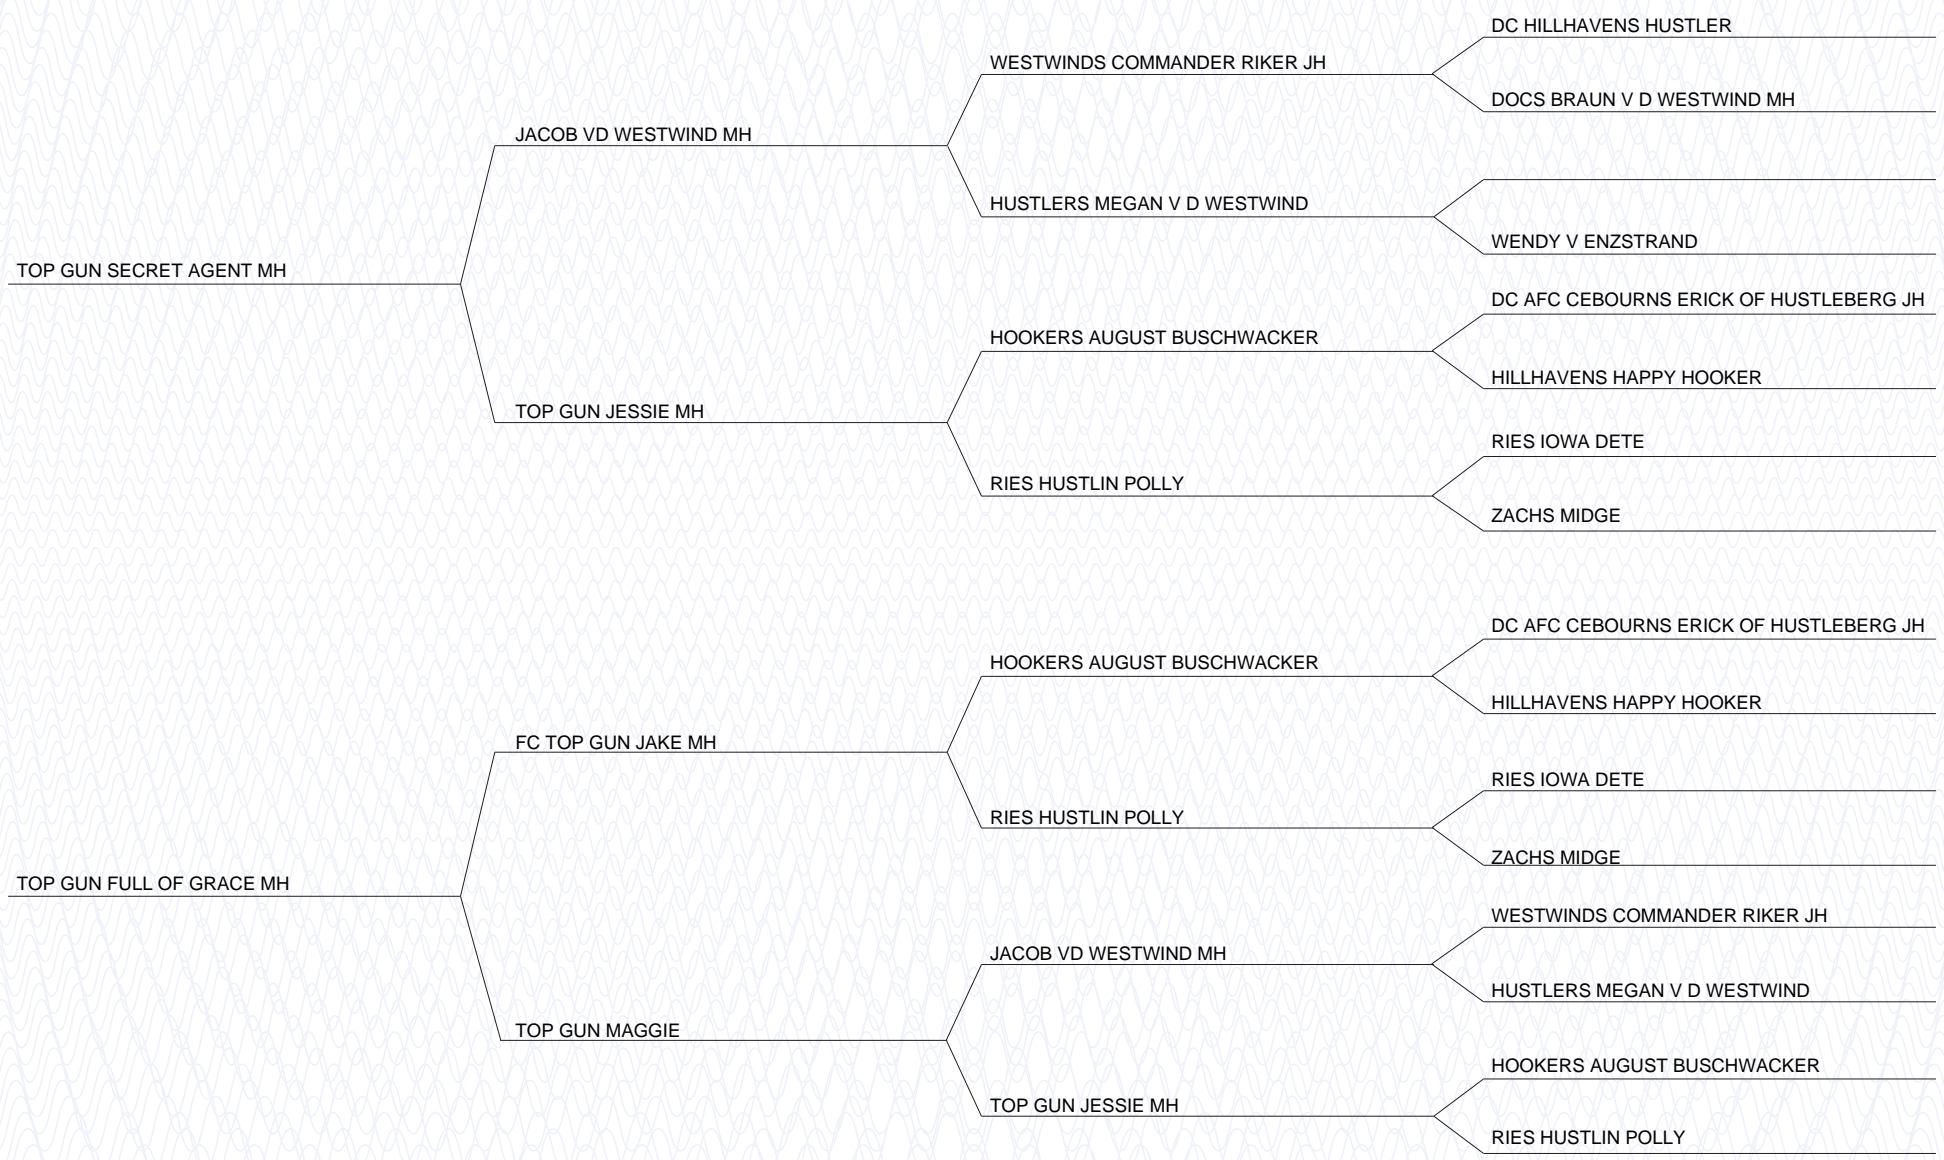 DC HILLHAVENS HUSTLER
WESTWINDS COMMANDER RIKER JH
DOCS BRAUN V D WESTWIND MH
JACOB VD WESTWIND MH
HUSTLERS MEGAN V D WESTWIND
WENDY V ENZSTRAND
TOP GUN SECRET AGENT MH
DC AFC CEBOURNS ERICK OF HUSTLEBERG JH
HOOKERS AUGUST BUSCHWACKER
HILLHAVENS HAPPY HOOKER
TOP GUN JESSIE MH
RIES IOWA DETE
RIES HUSTLIN POLLY
ZACHS MIDGE
DC AFC CEBOURNS ERICK OF HUSTLEBERG JH
HOOKERS AUGUST BUSCHWACKER
HILLHAVENS HAPPY HOOKER
FC TOP GUN JAKE MH
RIES IOWA DETE
RIES HUSTLIN POLLY
ZACHS MIDGE
TOP GUN FULL OF GRACE MH
WESTWINDS COMMANDER RIKER JH
JACOB VD WESTWIND MH
HUSTLERS MEGAN V D WESTWIND
TOP GUN MAGGIE
HOOKERS AUGUST BUSCHWACKER
TOP GUN JESSIE MH
RIES HUSTLIN POLLY